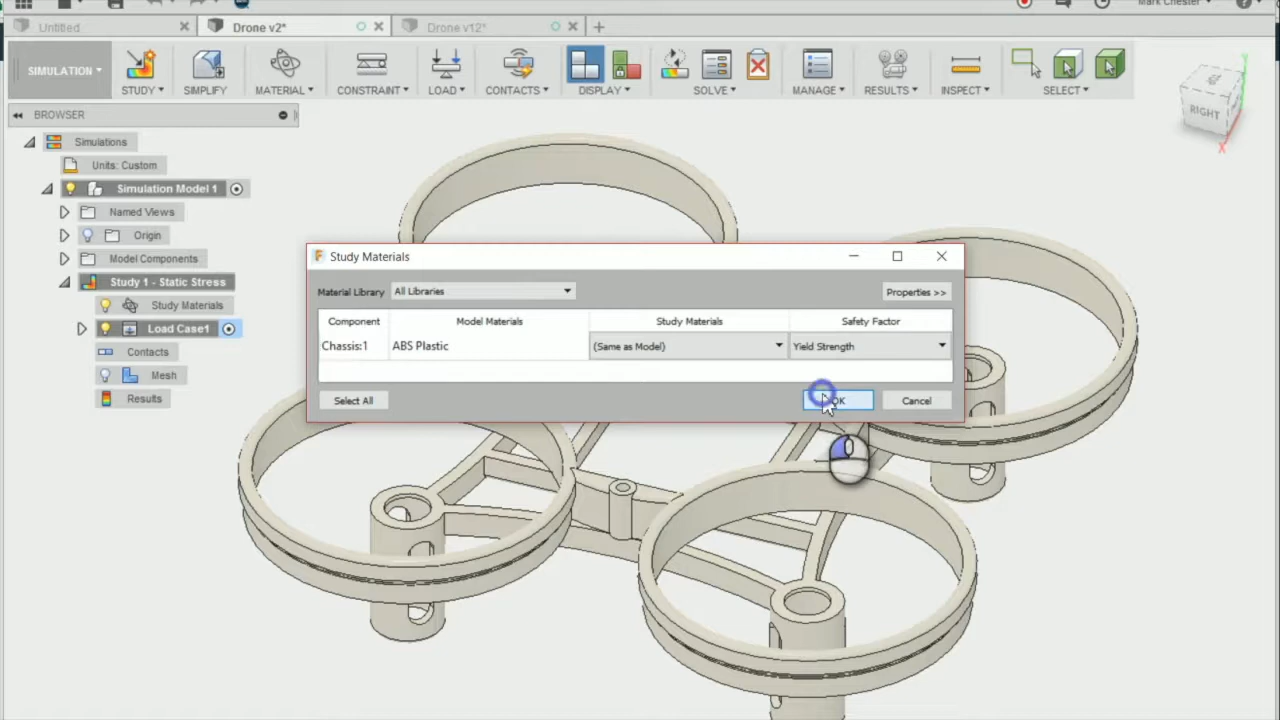 Mark Chester
Untitled
Drone v2*
Drone v12*
SIMULATION
STUDY
SIMPLIFY
MATERIAL
CONSTRAINT
LOAD
CONTACTS
DISPLAY
SOLVE
MANAGE
RESULTS
INSPECT
SELECT
RIGHT
X
BROWSER
Simulations
Units: Custom
Simulation Model 1
Named Views
Origin
Model Components
Study 1 - Static Stress
Study Materials
Load Case1
Contacts
Mesh
Results
Study Materials
Material Library All Libraries Properties >>
Component Model Materials Study Materials Safety Factor
Chassis:1 ABS Plastic (Same as Model) Yield Strength
Select All OK Cancel